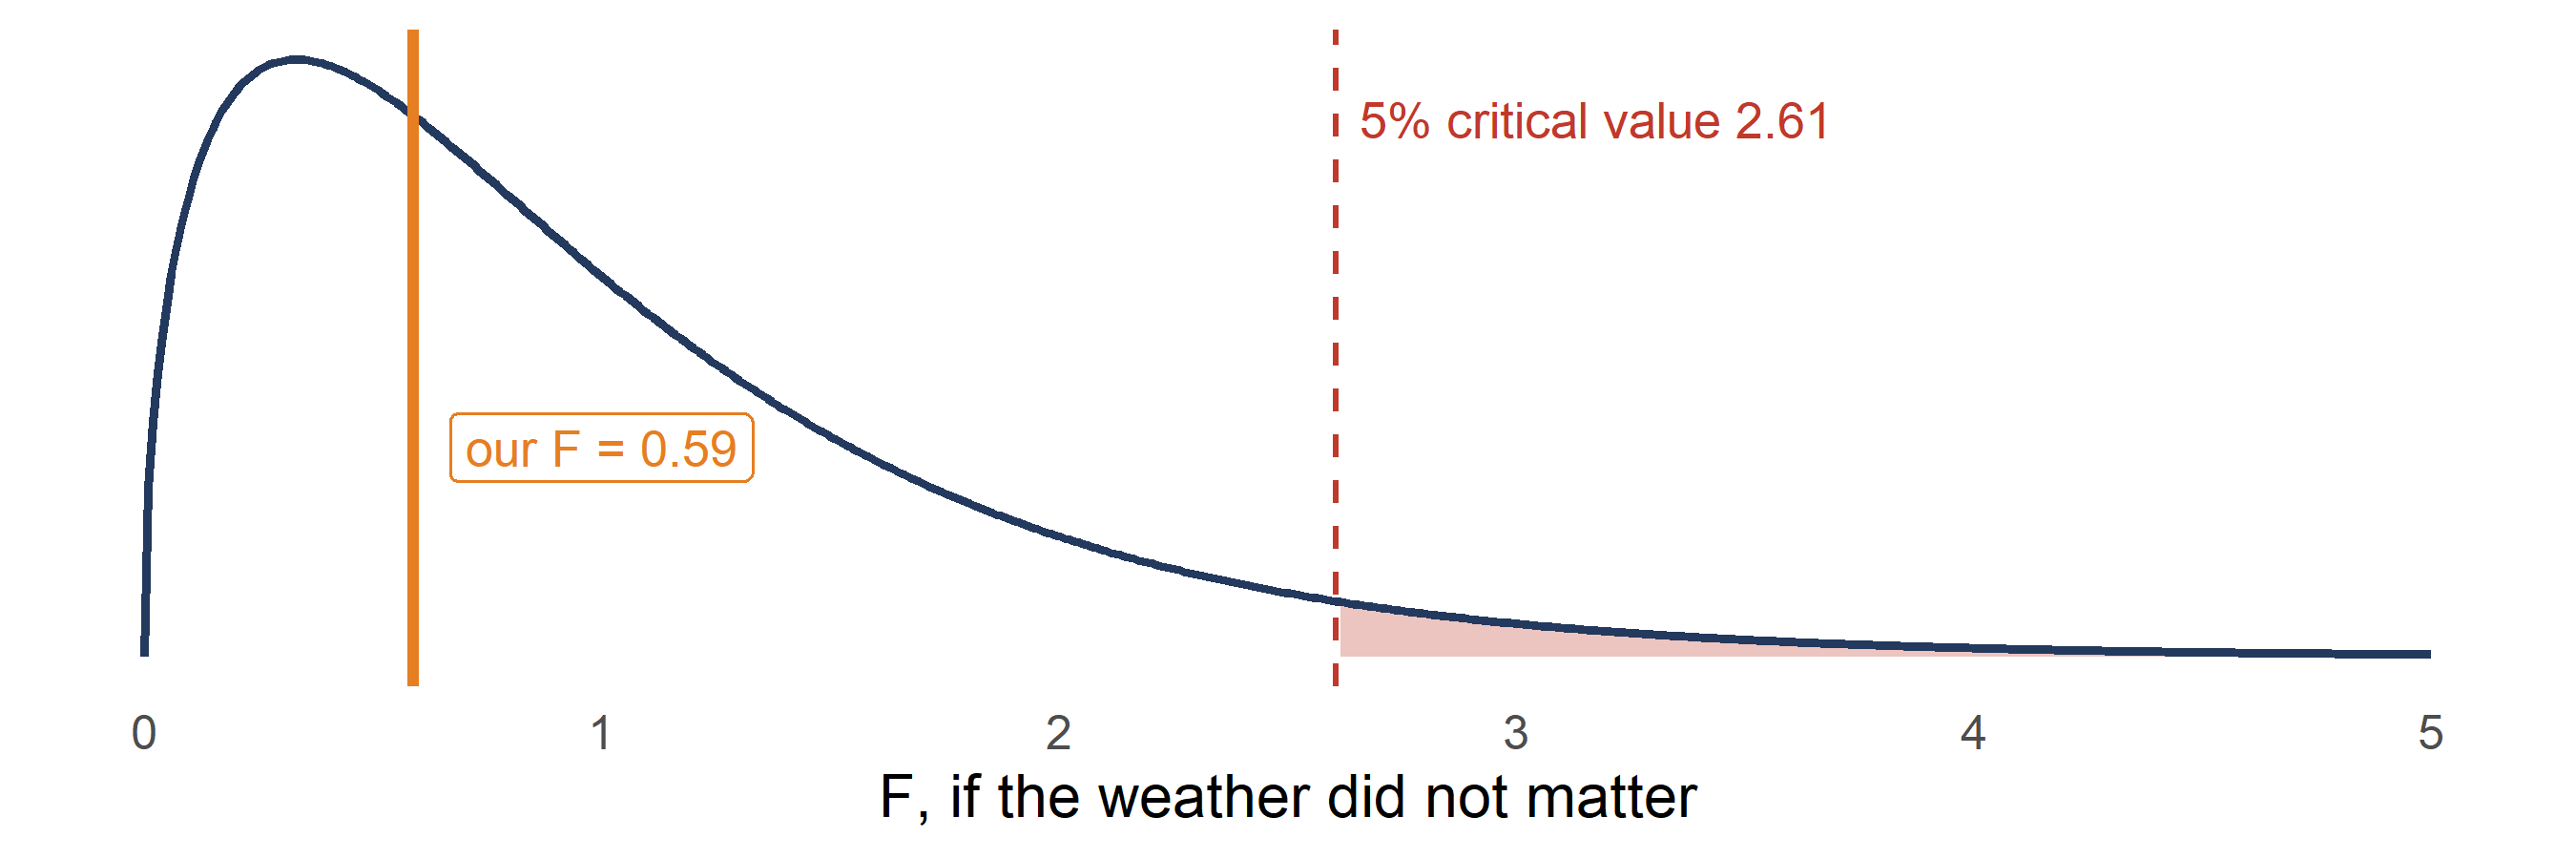 5% critical value 2.61
our F = 0.59
0 1 2 3 4 5
F, if the weather did not matter